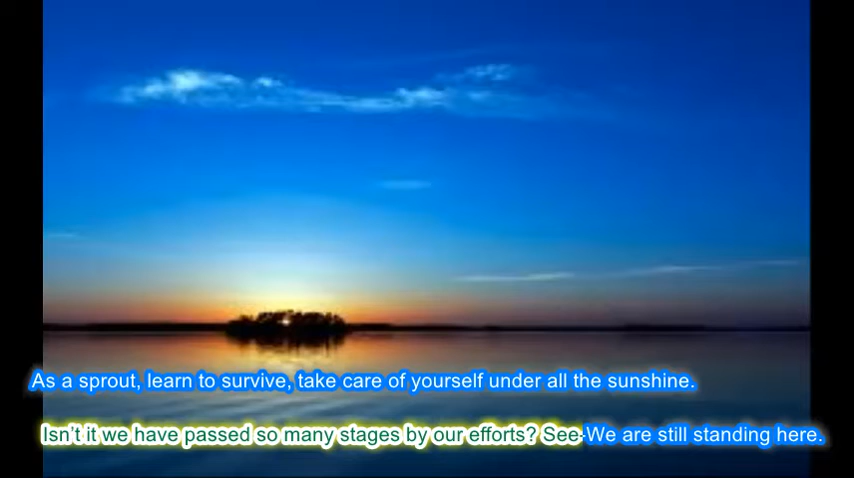 As a sprout, learn to survive, take care of yourself under all the sunshine.
Isn't it we have passed so many stages by our efforts? See-We are still standing here.